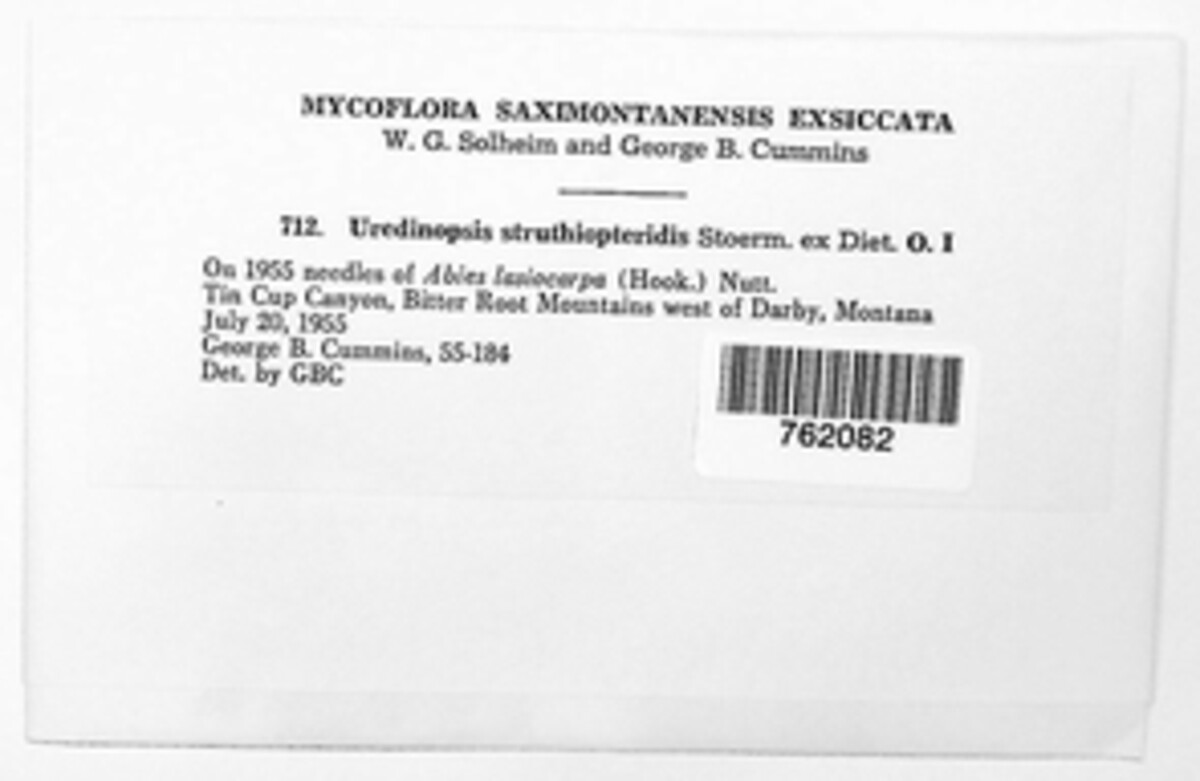 MYCOFLORA SAXIMONTANENSIS EXSICCATA
W. G. Solheim and George B. Cummins
712. Uredinopsis struthiopteridis Stoerm. ex Diet. O. I
On 1955 needles of Abies lasiocarpa (Hook.) Nutt.
Tin Cup Canyon, Bitter Root Mountains west of Darby, Montana
July 20, 1955
George B. Cummins, 55-184
Det. by GBC
762082